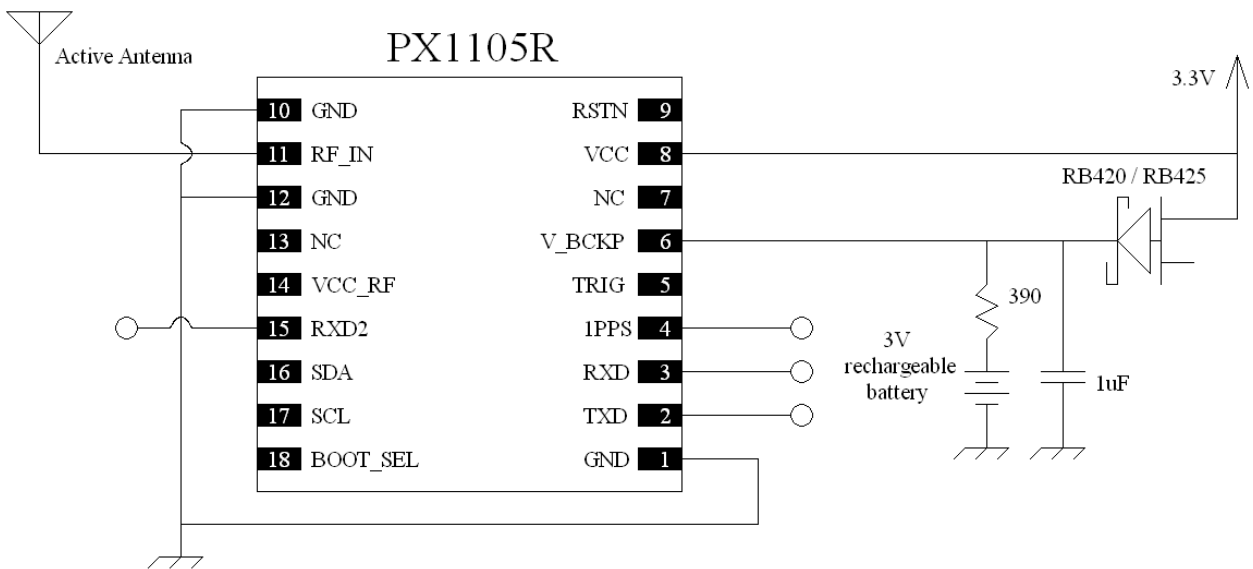 PX1105R
Active Antenna
3.3V
10 GND
RSTN 9
11 RF_IN
VCC 8
RB420 / RB425
12 GND
NC 7
13 NC
V_BCKP 6
14 VCC_RF
TRIG 5
390
15 RXD2
1PPS 4
3V
rechargeable
battery
16 SDA
RXD 3
1uF
17 SCL
TXD 2
18 BOOT_SEL
GND 1